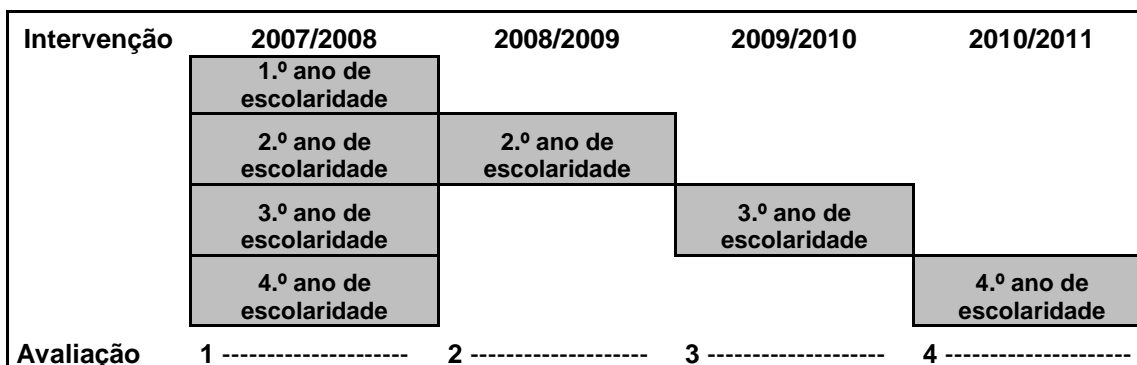 Intervenção 2007/2008 2008/2009 2009/2010 2010/2011
1.º ano de
escolaridade
2.º ano de
escolaridade
2.º ano de
escolaridade
3.º ano de
escolaridade
3.º ano de
escolaridade
4.º ano de
escolaridade
4.º ano de
escolaridade
Avaliação 1 --------------------- 2 -------------------- 3 -------------------- 4 ---------------------